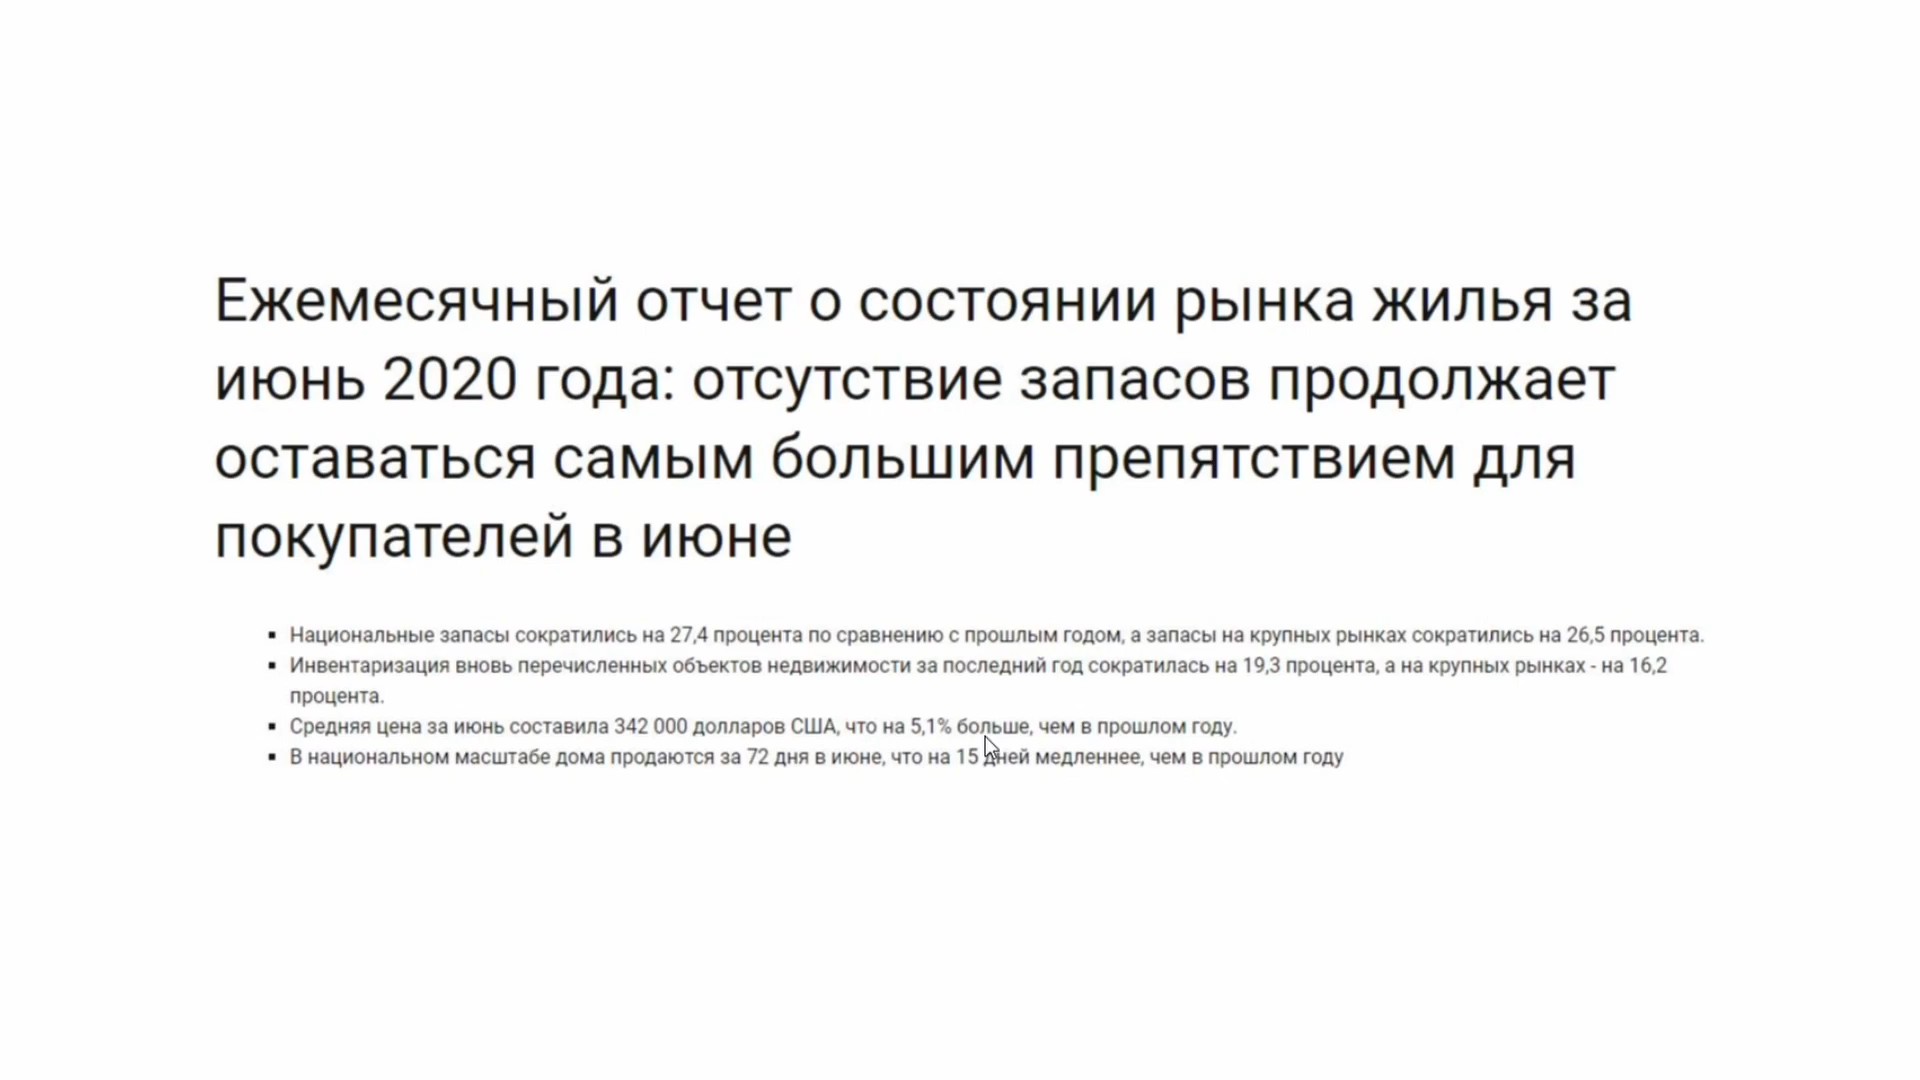 Ежемесячный отчет о состоянии рынка жилья за
июнь 2020 года: отсутствие запасов продолжает
оставаться самым большим препятствием для
покупателей в июне
▪ Национальные запасы сократились на 27,4 процента по сравнению с прошлым годом, а запасы на крупных рынках сократились на 26,5 процента.
▪ Инвентаризация вновь перечисленных объектов недвижимости за последний год сократилась на 19,3 процента, а на крупных рынках - на 16,2
процента.
▪ Средняя цена за июнь составила 342 000 долларов США, что на 5,1% больше, чем в прошлом году.
▪ В национальном масштабе дома продаются за 72 дня в июне, что на 15 дней медленнее, чем в прошлом году